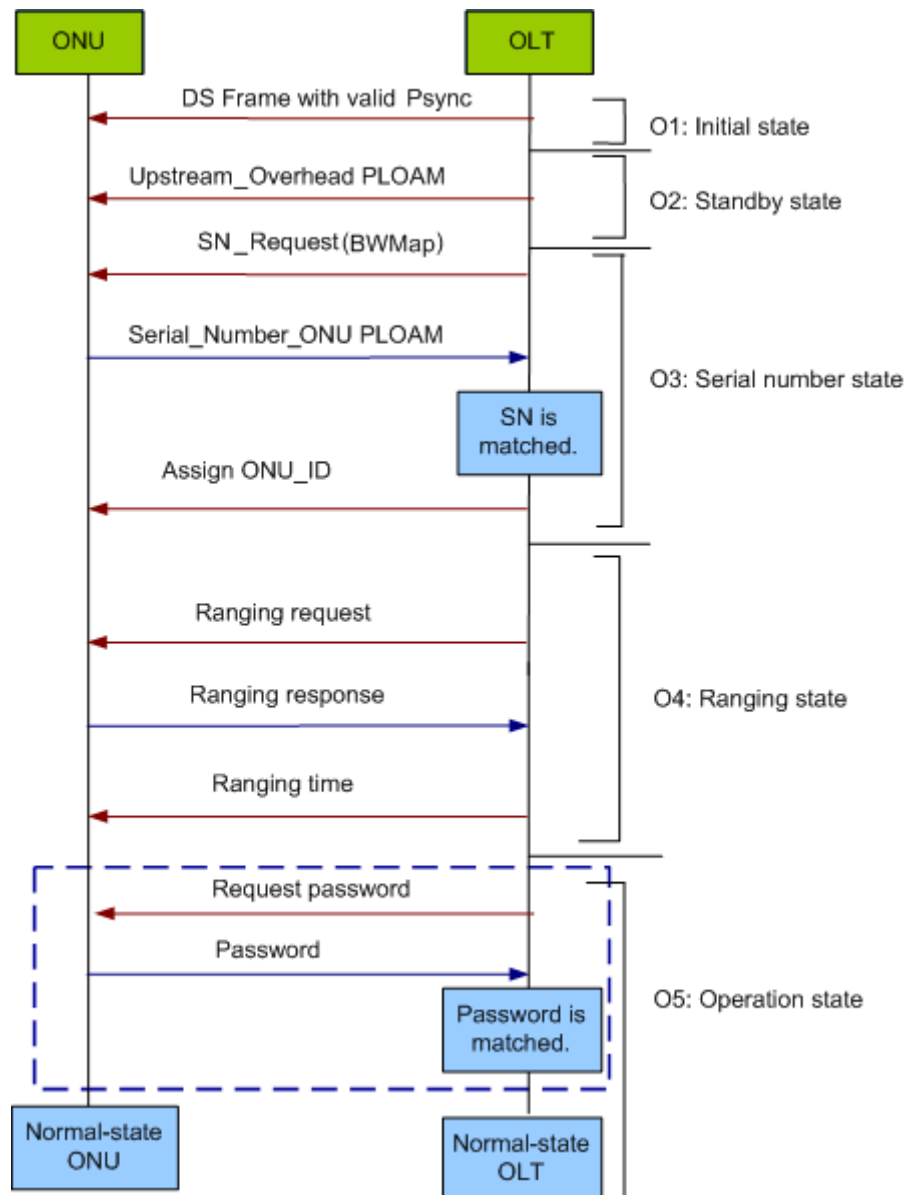 ONU
OLT
DS Frame with valid Psync
O1: Initial state
Upstream_Overhead PLOAM
O2: Standby state
SN_Request(BWMap)
Serial_Number_ONU PLOAM
O3: Serial number state
SN is
matched.
Assign ONU_ID
Ranging request
Ranging response
O4: Ranging state
Ranging time
Request password
Password
O5: Operation state
Password is
matched.
Normal-state
ONU
Normal-state
OLT